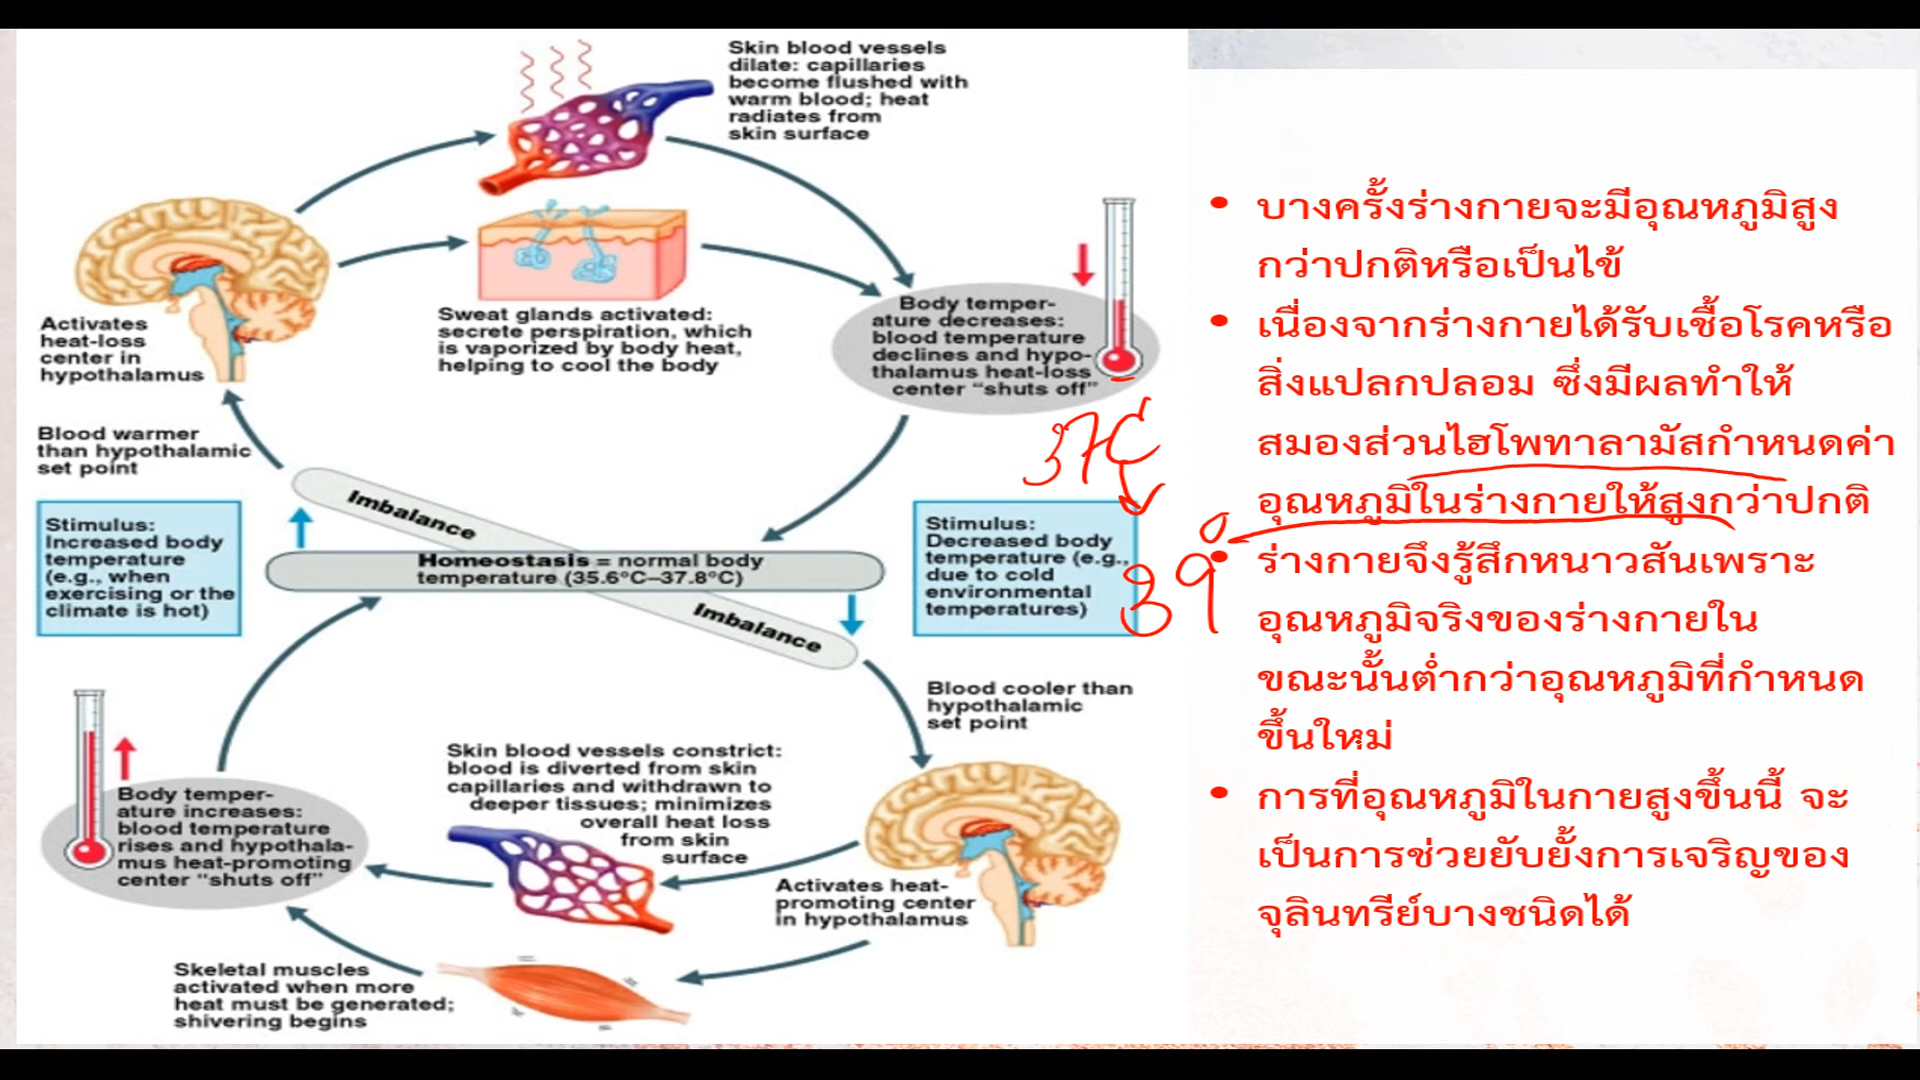 Skin blood vessels
dilate: capillaries
become flushed with
warm blood; heat
radiates from
skin surface
Activates
heat-loss
center in
hypothalamus
Sweat glands activated:
secrete perspiration, which
is vaporized by body heat,
helping to cool the body
Body temper-
ature decreases:
blood temperature
declines and hypo-
thalamus heat-loss
center “shuts off”
Blood warmer
than hypothalamic
set point
Imbalance
Stimulus:
Increased body
temperature
(e.g., when
exercising or the
climate is hot)
Homeostasis = normal body
temperature (35.6°C–37.8°C)
Stimulus:
Decreased body
temperature (e.g.,
due to cold
environmental
temperatures)
Imbalance
Blood cooler than
hypothalamic
set point
Body temper-
ature increases:
blood temperature
rises and hypothala-
mus heat-promoting
center “shuts off”
Skin blood vessels constrict:
blood is diverted from skin
capillaries and withdrawn to
deeper tissues; minimizes
overall heat loss
from skin
surface
Activates heat-
promoting center
in hypothalamus
Skeletal muscles
activated when more
heat must be generated;
shivering begins
37C
39°
• บางครั้งร่างกายจะมีอุณหภูมิสูง
กว่าปกติหรือเป็นไข้
• เนื่องจากร่างกายได้รับเชื้อโรคหรือ
สิ่งแปลกปลอม ซึ่งมีผลทำให้
สมองส่วนไฮโพทาลามัสกำหนดค่า
อุณหภูมิในร่างกายให้สูงกว่าปกติ
• ร่างกายจึงรู้สึกหนาวสันเพราะ
อุณหภูมิจริงของร่างกายใน
ขณะนั้นต่ำกว่าอุณหภูมิที่กำหนด
ขึ้นใหม่
• การที่อุณหภูมิในกายสูงขึ้นนี้ จะ
เป็นการช่วยยับยั้งการเจริญของ
จุลินทรีย์บางชนิดได้